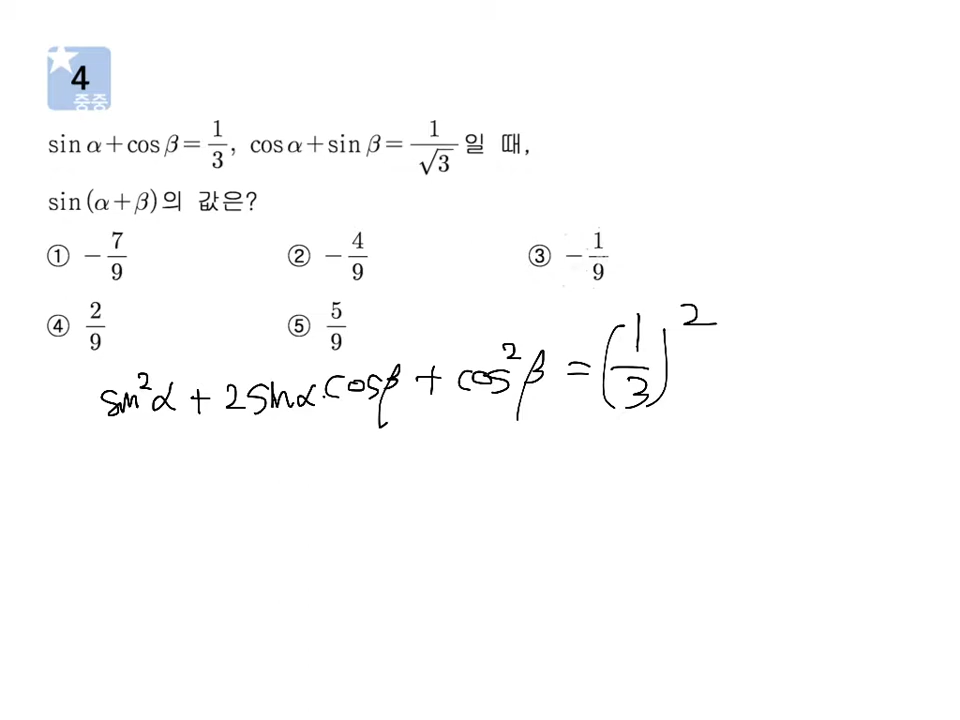 4
중중
sin α+cos β=1/3, cos α+sin β=1/√3 일 때,
sin(α+β)의 값은?
① −7/9 ② −4/9 ③ −1/9
④ 2/9 ⑤ 5/9
sin²α + 2sinα·cosβ + cos²β = (1/3)²